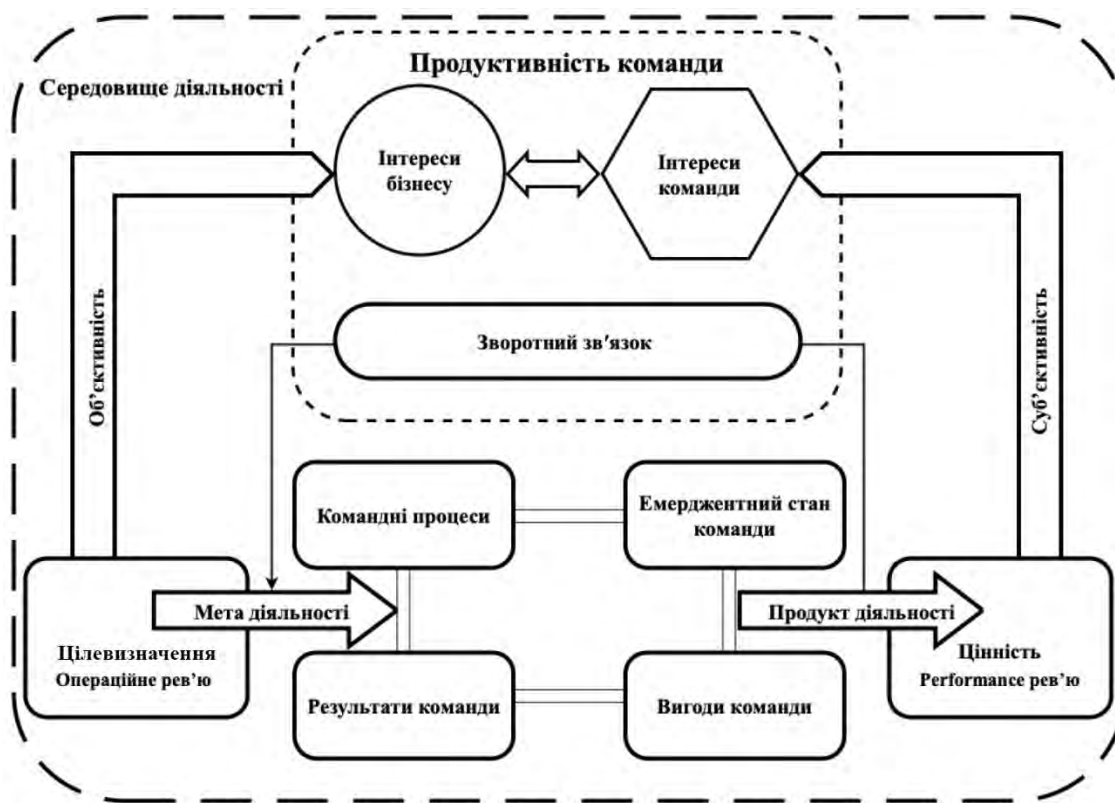 Продуктивність команди
Середовище діяльності
Інтереси
бізнесу
Інтереси
команди
Зворотний зв'язок
Об’єктивність
Суб’єктивність
Командні процеси
Емерджентний стан
команди
Мета діяльності
Продукт діяльності
Цілевизначення
Операційне рев’ю
Результати команди
Вигоди команди
Цінність
Performance рев’ю